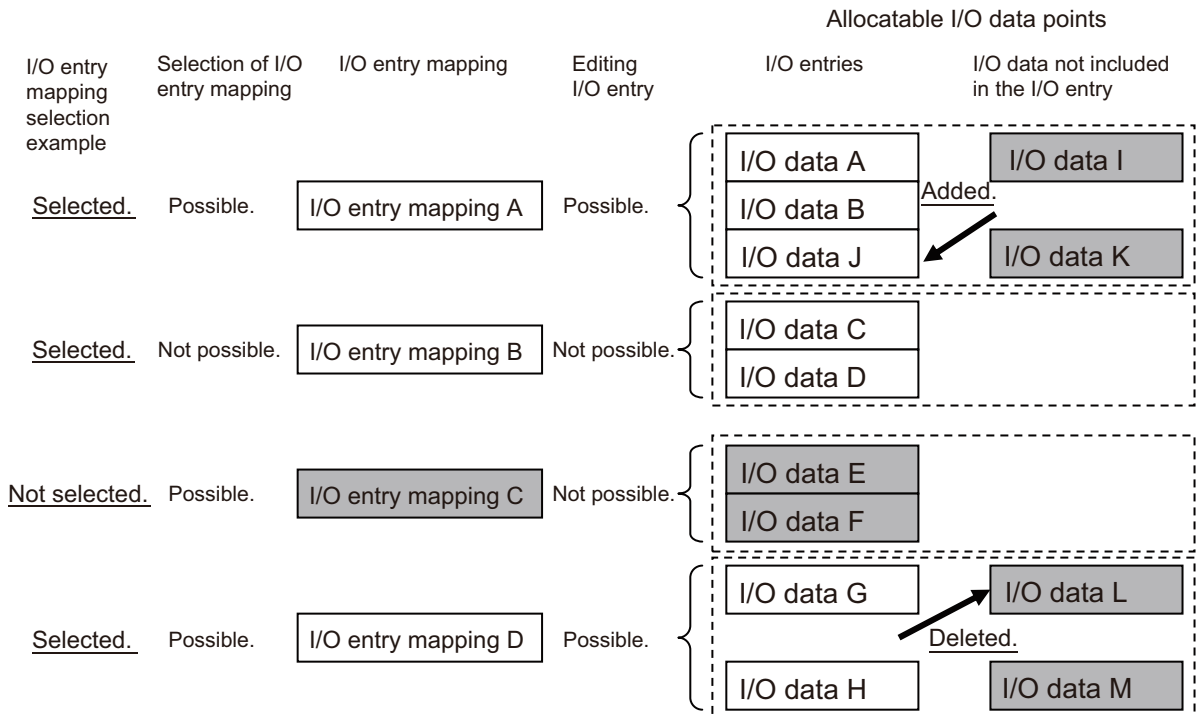 Allocatable I/O data points
I/O entry
mapping
selection
example
Selection of I/O
entry mapping
I/O entry mapping
Editing
I/O entry
I/O entries
I/O data not included
in the I/O entry
Selected.
Possible.
I/O entry mapping A
Possible.
I/O data A
I/O data B
I/O data J
Added.
I/O data I
I/O data K
Selected.
Not possible.
I/O entry mapping B
Not possible.
I/O data C
I/O data D
Not selected.
Possible.
I/O entry mapping C
Not possible.
I/O data E
I/O data F
Selected.
Possible.
I/O entry mapping D
Possible.
I/O data G
I/O data H
Deleted.
I/O data L
I/O data M